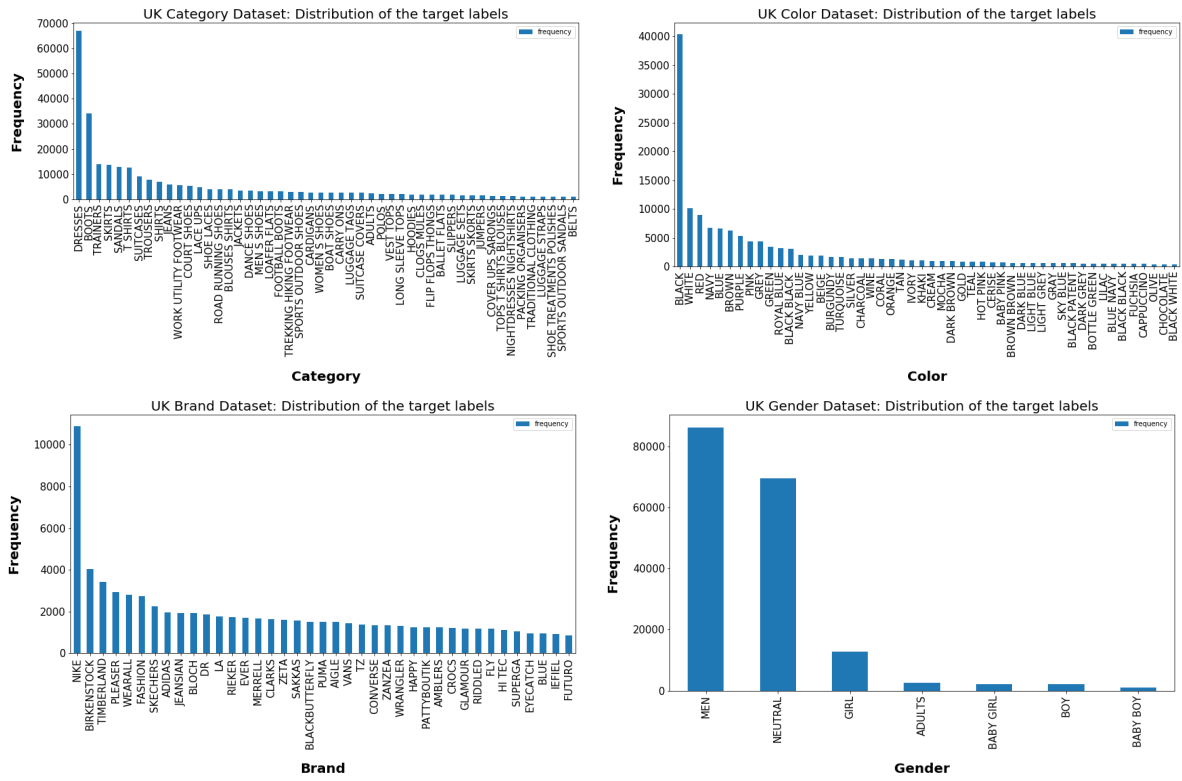 UK Category Dataset: Distribution of the target labels
frequency
70000
60000
50000
40000
30000
20000
10000
0
Frequency
DRESSES
BOOTS
TRAINERS
SKIRTS
SANDALS
T SHIRTS
SUITCASES
TROUSERS
SHIRTS
JEANS
WORK UTILITY FOOTWEAR
COURT SHOES
LACE UPS
SHOE LACES
ROAD RUNNING SHOES
BLOUSES SHIRTS
JACKETS
DANCE SHOES
MEN S SHOES
LOAFER FLATS
FOOTBALL BOOTS
TREKKING HIKING FOOTWEAR
SPORTS OUTDOOR SHOES
CARDIGANS
WOMEN S SHOES
BOAT SHOES
CARRY ONS
LUGGAGE TAGS
SUITCASE COVERS
ADULTS
POLOS
VEST TOPS
LONG SLEEVE TOPS
HOODIES
CLOGS MULES
FLIP FLOPS THONGS
BALLET FLATS
SLIPPERS
LUGGAGE SETS
SKIRTS SKORTS
JUMPERS
COVER UPS SARONGS
TOPS T SHIRTS BLOUSES
NIGHTDRESSES NIGHTSHIRTS
PACKING ORGANISERS
TRADITIONAL CLOTHING
LUGGAGE STRAPS
SHOE TREATMENTS POLISHES
SPORTS OUTDOOR SANDALS
BELTS
Category
UK Color Dataset: Distribution of the target labels
frequency
40000
35000
30000
25000
20000
15000
10000
5000
0
Frequency
BLACK
WHITE
RED
NAVY
BLUE
BROWN
PURPLE
PINK
GREY
GREEN
ROYAL BLUE
BLACK BACK
NAVY BLUE
YELLOW
BEIGE
BURGUNDY
TURQUOISE
SILVER
CHARCOAL
WINE
CORAL
ORANGE
TAN
IVORY
KHAKI
CREAM
MOCHA
DARK BROWN
GOLD
TEAL
HOT PINK
CERISE
BABY PINK
BROWN BROWN
DARK BLUE
LIGHT BLUE
LIGHT GREY
GRAY
SKY BLUE
BLACK PATENT
DARK GREY
BOTTLE GREEN
LILAC
BLUE NAVY
BLACK BLACK
FUCHSIA
CAPPUCCINO
OLIVE
CHOCOLATE
BLACK WHITE
Color
UK Brand Dataset: Distribution of the target labels
frequency
10000
8000
6000
4000
2000
0
Frequency
NIKE
BIRKENSTOCK
TIMBERLAND
PLEASER
WEARALL
FASHION
SKECHERS
ADIDAS
JEANSIAN
BLOCH
DR
LA
RIEKER
EVER
MERRELL
CLARKS
ZETA
SAKKAS
BLACKBUTTERFLY
PUMA
AIGLE
VANS
TZ
CONVERSE
ZANZEA
WRANGLER
HAPPY
PATTYBOUTIK
AMBLERS
CROCS
GLAMOUR
RIDDLED
FLY
HI TEC
SUPERGA
EYECATCH
BLUE
IEFIEL
FUTURO
Brand
UK Gender Dataset: Distribution of the target labels
frequency
80000
60000
40000
20000
0
Frequency
MEN
NEUTRAL
GIRL
ADULTS
BABY GIRL
BOY
BABY BOY
Gender